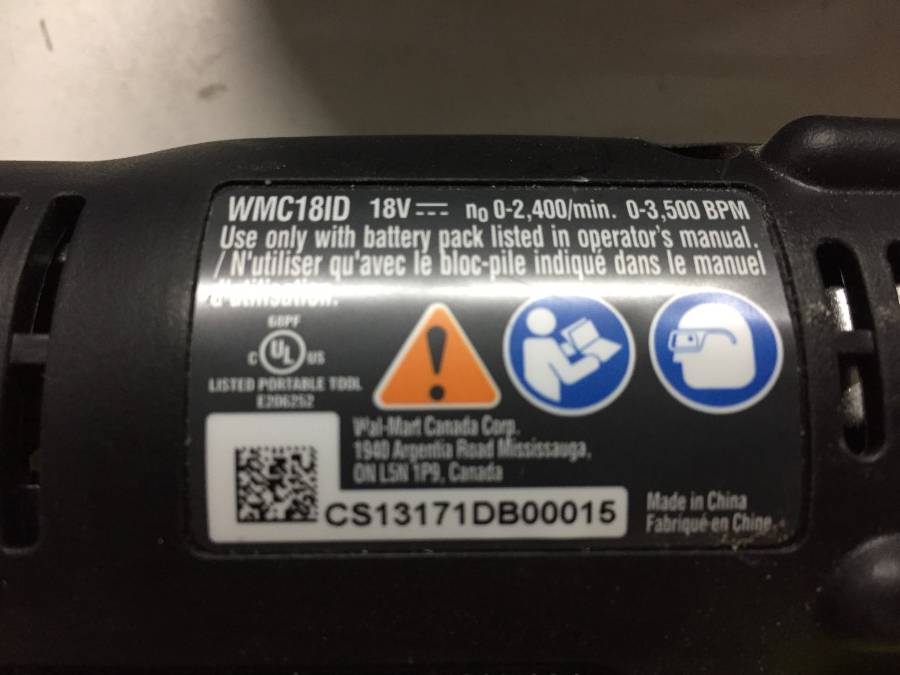 WMC18ID 18V n₀ 0-2,400/min. 0-3,500 BPM
Use only with battery pack listed in operator's manual.
/ N'utiliser qu'avec le bloc-pile indiqué dans le manuel
d'utilisation.
68PF
C UL US
LISTED PORTABLE TOOL
E206252
Wal-Mart Canada Corp.
1940 Argentia Road Mississauga,
ON L5N 1P9, Canada
CS13171DB00015
Made in China
Fabriqué en Chine